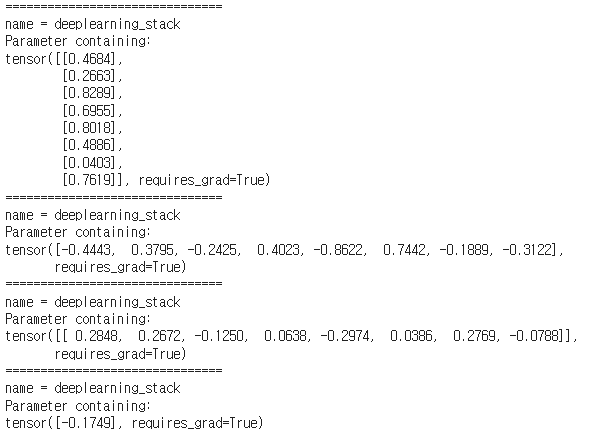 ===============================
name = deeplearning_stack
Parameter containing:
tensor([[0.4684],
        [0.2663],
        [0.8289],
        [0.6955],
        [0.8018],
        [0.4886],
        [0.0403],
        [0.7619]], requires_grad=True)
===============================
name = deeplearning_stack
Parameter containing:
tensor([-0.4443,  0.3795, -0.2425,  0.4023, -0.8622,  0.7442, -0.1889, -0.3122],
       requires_grad=True)
===============================
name = deeplearning_stack
Parameter containing:
tensor([[ 0.2848,  0.2672, -0.1250,  0.0638, -0.2974,  0.0386,  0.2769, -0.0788]],
       requires_grad=True)
===============================
name = deeplearning_stack
Parameter containing:
tensor([-0.1749], requires_grad=True)